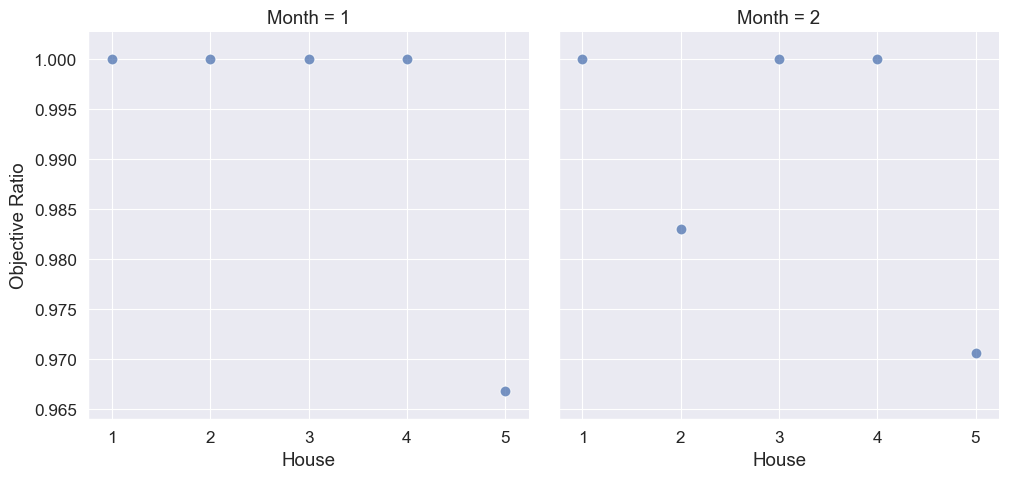 Month = 1
Month = 2
Objective Ratio
1.000
0.995
0.990
0.985
0.980
0.975
0.970
0.965
1 2 3 4 5
House
1 2 3 4 5
House